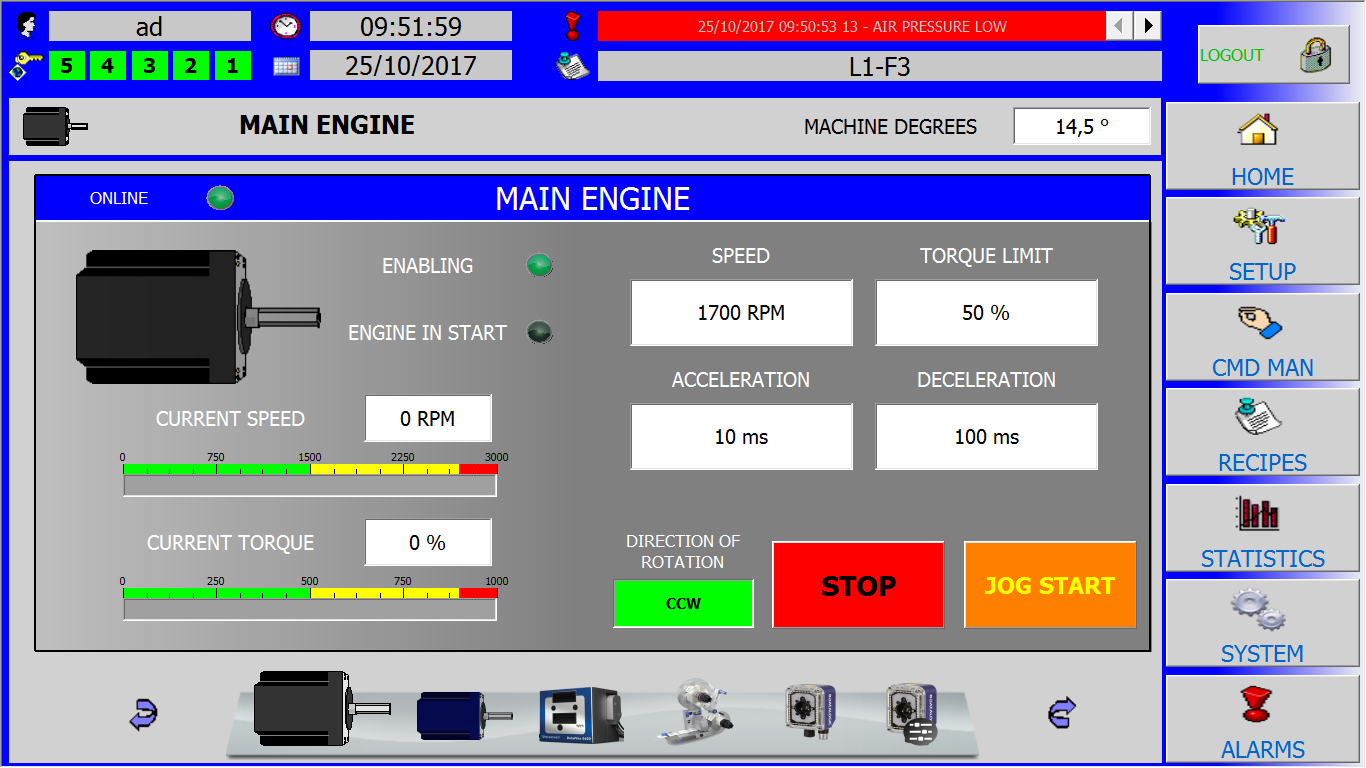 ad
09:51:59
25/10/2017 09:50:53 13 - AIR PRESSURE LOW
LOGOUT
5 4 3 2 1
25/10/2017
L1-F3
MAIN ENGINE
MACHINE DEGREES
14,5 °
HOME
SETUP
CMD MAN
RECIPES
STATISTICS
SYSTEM
ALARMS
ONLINE
MAIN ENGINE
ENABLING
ENGINE IN START
SPEED
TORQUE LIMIT
1700 RPM
50 %
ACCELERATION
DECELERATION
10 ms
100 ms
CURRENT SPEED
0 RPM
0 750 1500 2250 3000
CURRENT TORQUE
0 %
0 250 500 750 1000
DIRECTION OF
ROTATION
CCW
STOP
JOG START